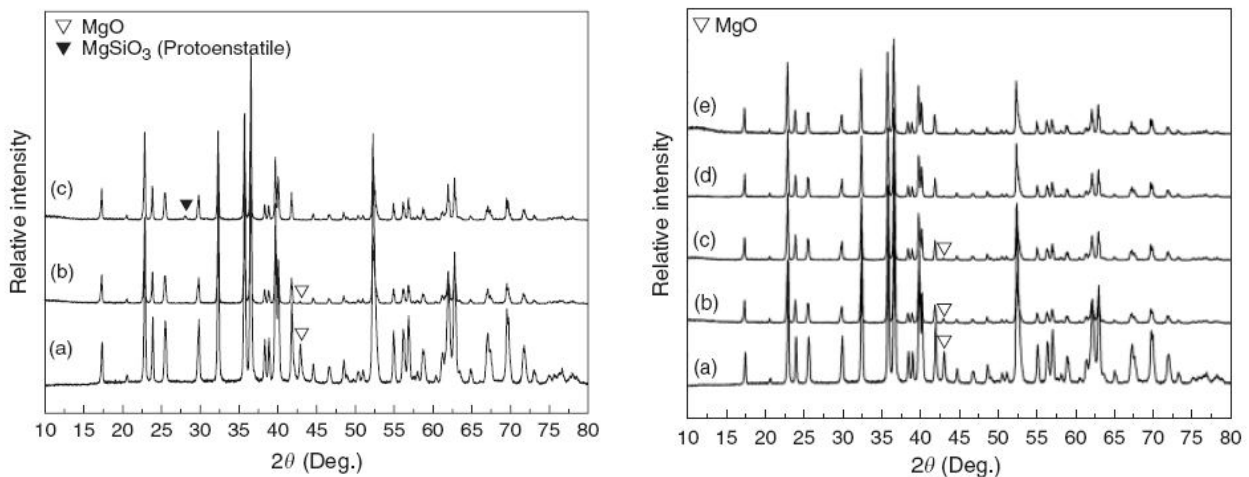 ▽ MgO
▼ MgSiO₃ (Protoenstatile)
Relative intensity
(c)
(b)
(a)
▽
▽
▼
10 15 20 25 30 35 40 45 50 55 60 65 70 75 80
2θ (Deg.)
▽ MgO
Relative intensity
(e)
(d)
(c)
(b)
(a)
▽
▽
▽
10 15 20 25 30 35 40 45 50 55 60 65 70 75 80
2θ (Deg.)